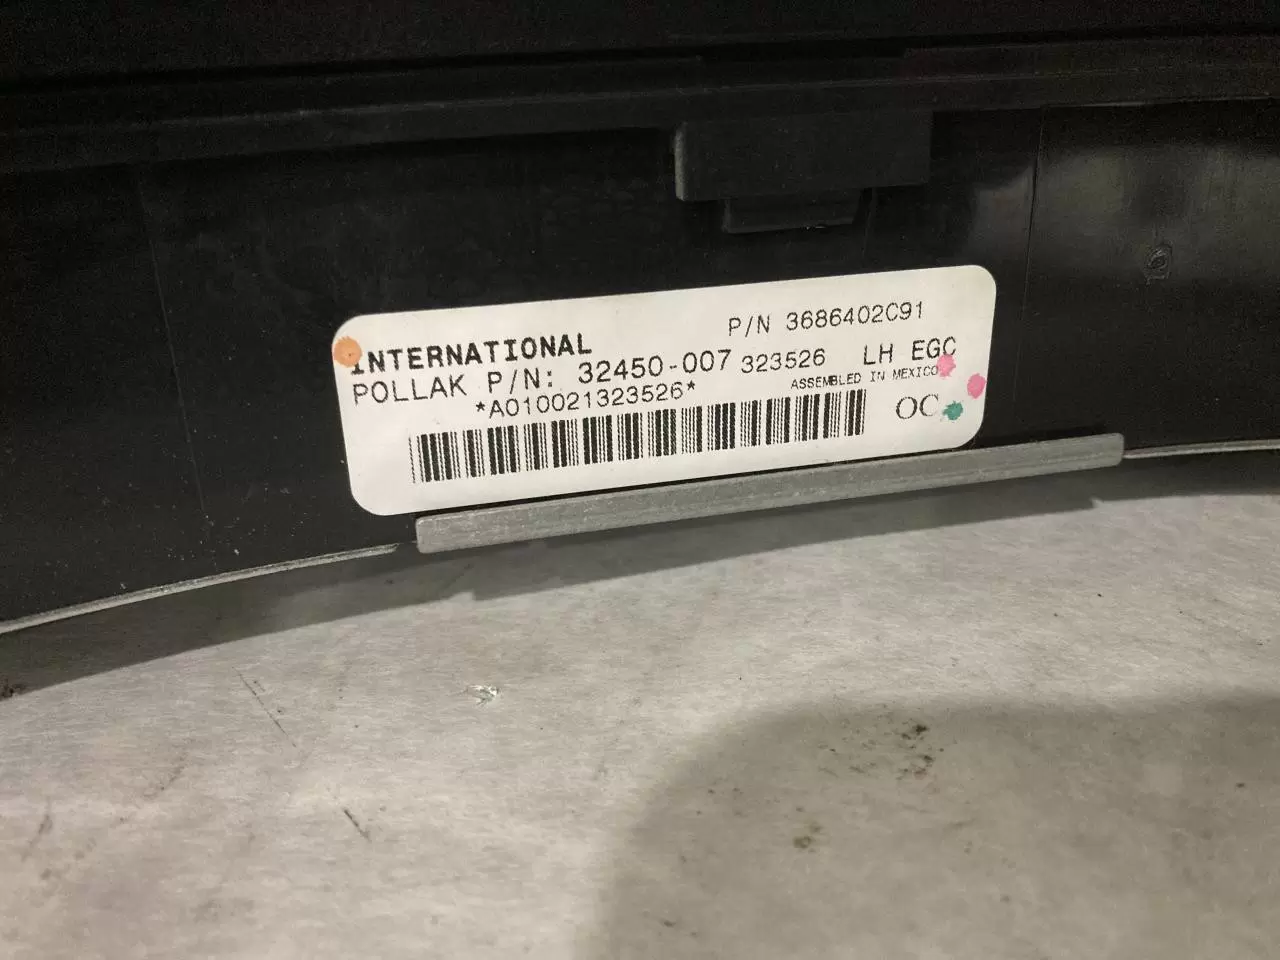 P/N 3686402C91
INTERNATIONAL
POLLAK P/N: 32450-007 323526 LH EGC
*A010021323526* ASSEMBLED IN MEXICO
OC